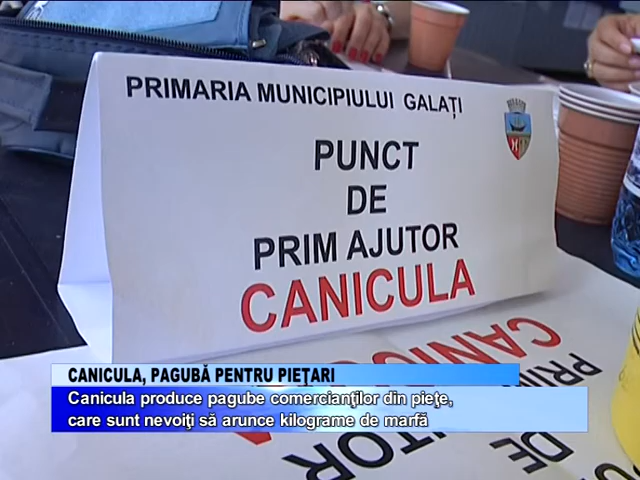 PRIMARIA MUNICIPIULUI GALAȚI
PUNCT
DE
PRIM AJUTOR
CANICULA
CANICULA, PAGUBĂ PENTRU PIEŢARI
Canicula produce pagube comercianţilor din pieţe,
care sunt nevoiţi să arunce kilograme de marfă